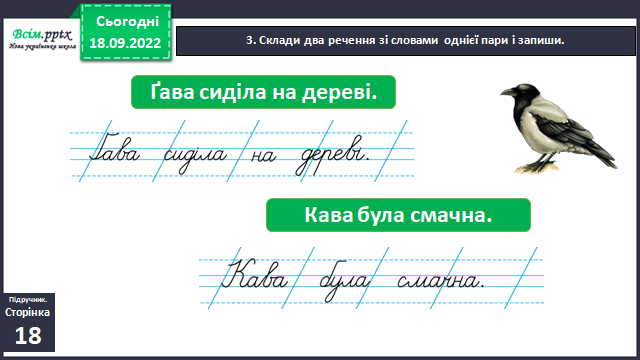 Всім.pptx
Нова українська школа
Сьогодні
18.09.2022
3. Склади два речення зі словами однієї пари і запиши.
Ґава сиділа на дереві.
Ґава сиділа на дереві.
Кава була смачна.
Кава була смачна.
Підручник.
Сторінка
18